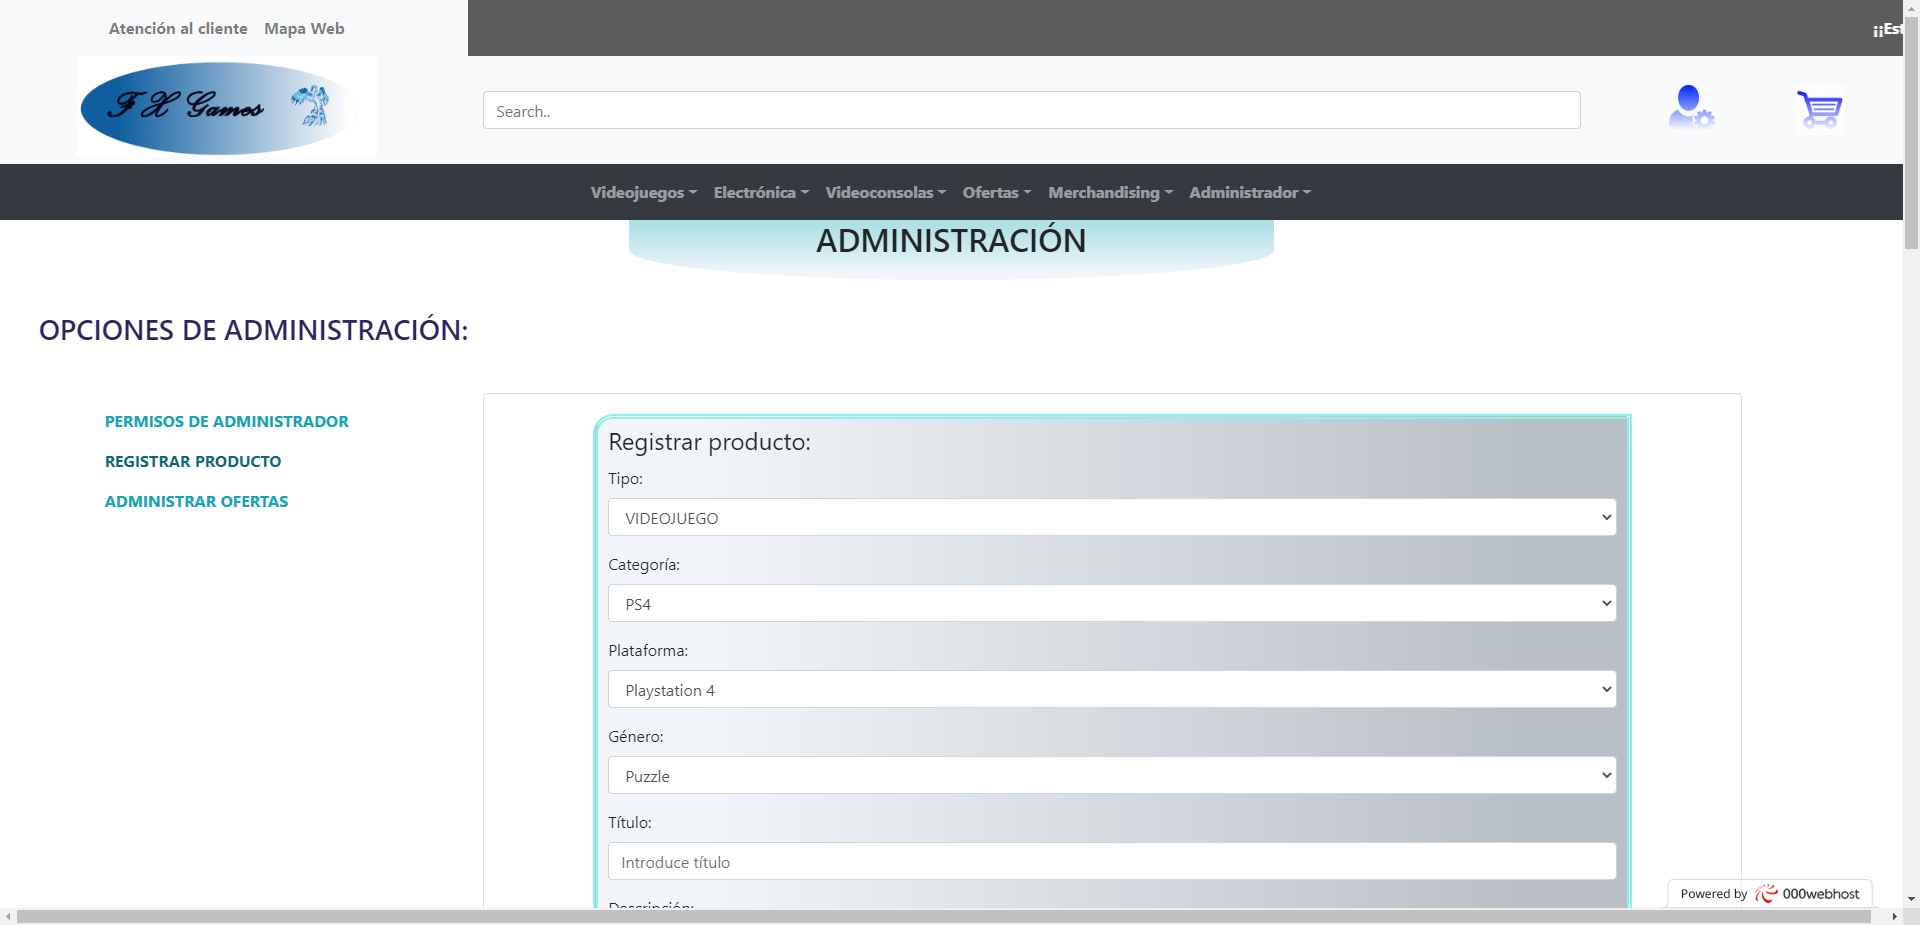 Atención al cliente Mapa Web
¡¡Est
F X Games
Search..
Videojuegos Electrónica Videoconsolas Ofertas Merchandising Administrador
ADMINISTRACIÓN
OPCIONES DE ADMINISTRACIÓN:
PERMISOS DE ADMINISTRADOR
REGISTRAR PRODUCTO
ADMINISTRAR OFERTAS
Registrar producto:
Tipo:
VIDEOJUEGO
Categoría:
PS4
Plataforma:
Playstation 4
Género:
Puzzle
Título:
Introduce título
Descripción:
Powered by 000webhost